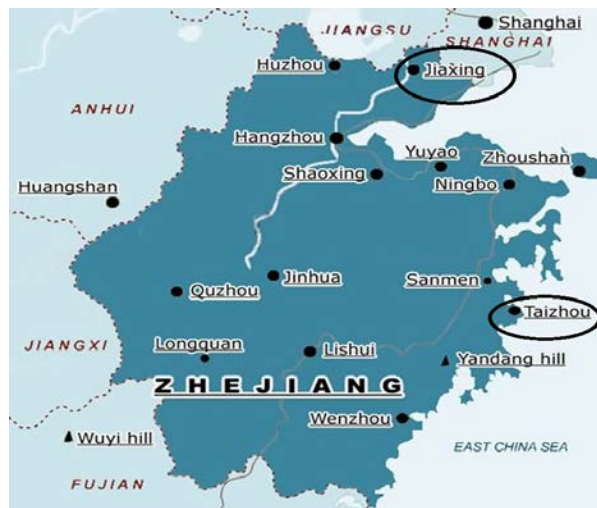 Shanghai
JIANGSU
SHANGHAI
Huzhou
Jiaxing
ANHUI
Hangzhou
Yuyao
Zhoushan
Shaoxing
Huangshan
Ningbo
Jinhua
Sanmen
Quzhou
Taizhou
JIANGXI
Longquan
Lishui
Yandang hill
ZHEJIANG
Wenzhou
Wuyi hill
EAST CHINA SEA
FUJIAN